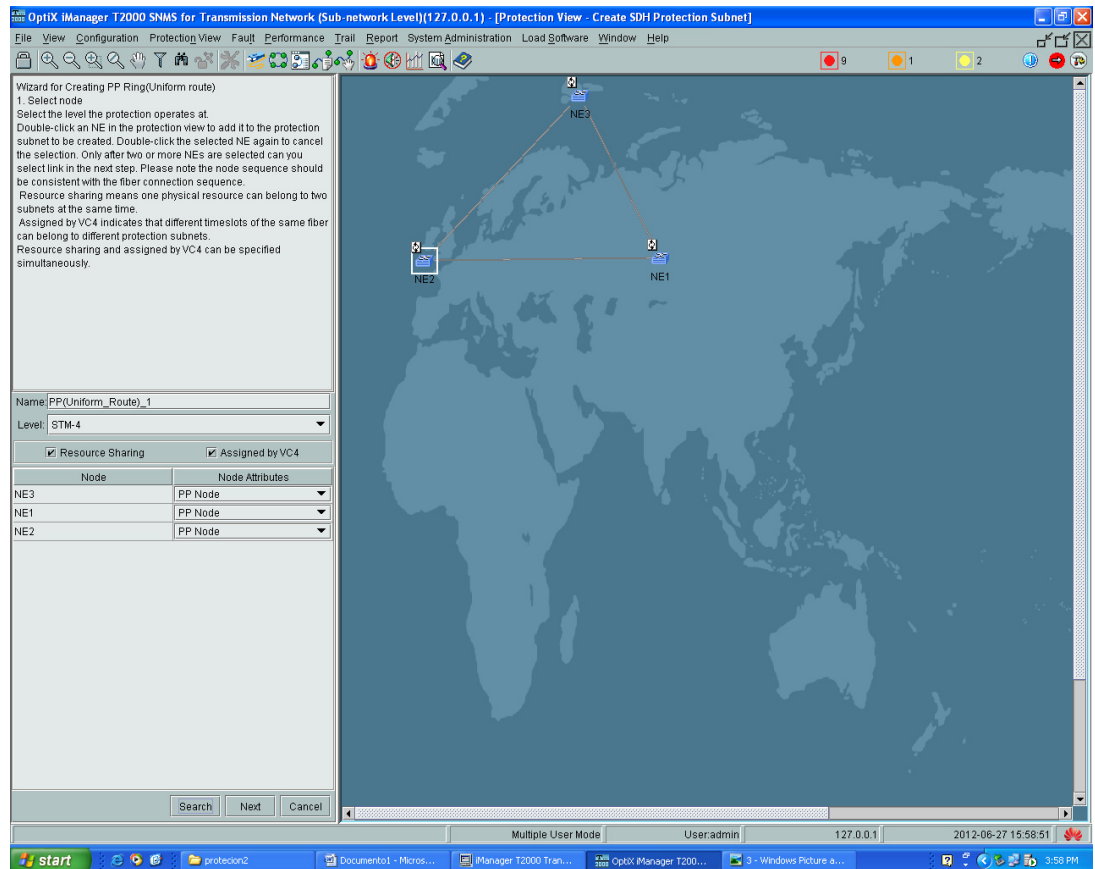 OptiX iManager T2000 SNMS for Transmission Network (Sub-network Level)(127.0.0.1) - [Protection View - Create SDH Protection Subnet]
File View Configuration Protection View Fault Performance Trail Report System Administration Load Software Window Help
9 1 2
Wizard for Creating PP Ring(Uniform route)
1. Select node
Select the level the protection operates at.
Double-click an NE in the protection view to add it to the protection
subnet to be created. Double-click the selected NE again to cancel
the selection. Only after two or more NEs are selected can you
select link in the next step. Please note the node sequence should
be consistent with the fiber connection sequence.
Resource sharing means one physical resource can belong to two
subnets at the same time.
Assigned by VC4 indicates that different timeslots of the same fiber
can belong to different protection subnets.
Resource sharing and assigned by VC4 can be specified
simultaneously.
NE3
NE2
NE1
Name: PP(Uniform_Route)_1
Level: STM-4
Resource Sharing Assigned by VC4
Node Node Attributes
NE3 PP Node
NE1 PP Node
NE2 PP Node
Search Next Cancel
Multiple User Mode User:admin 127.0.0.1 2012-06-27 15:58:51
start protecion2 Documento1 - Micros... iManager T2000 Tran... OptiX iManager T200... 3 - Windows Picture a... 3:58 PM